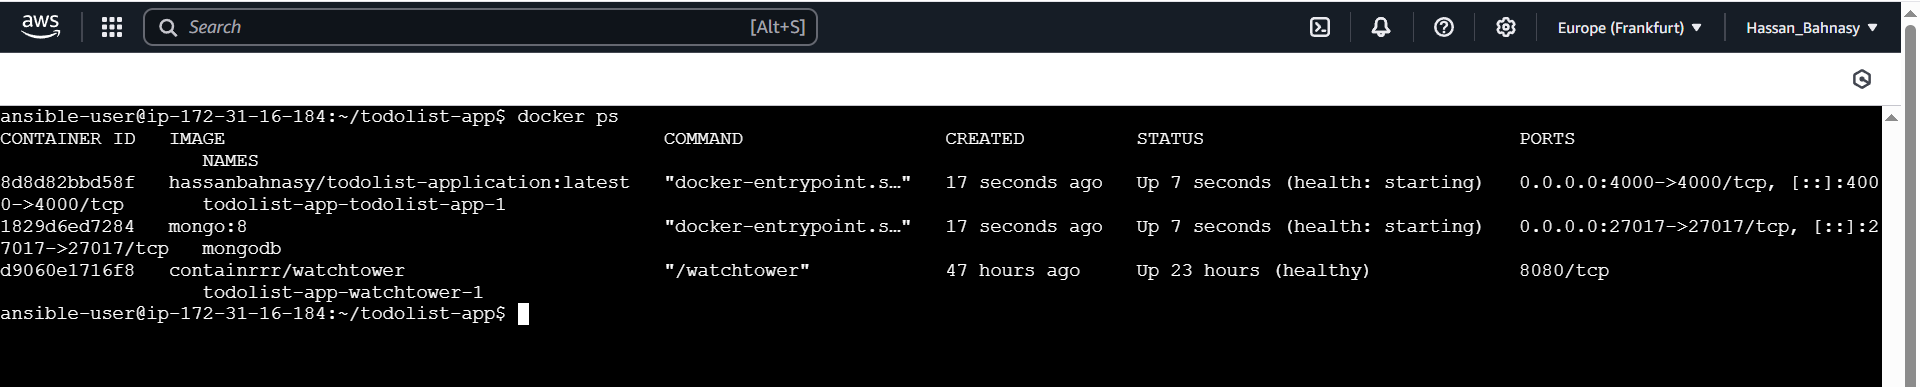 aws
Search [Alt+S]
Europe (Frankfurt)
Hassan_Bahnasy
ansible-user@ip-172-31-16-184:~/todolist-app$ docker ps
CONTAINER ID   IMAGE                                       COMMAND                  CREATED          STATUS                            PORTS
                  NAMES
8d8d82bbd58f   hassanbahnasy/todolist-application:latest   "docker-entrypoint.s…"   17 seconds ago   Up 7 seconds (health: starting)   0.0.0.0:4000->4000/tcp, [::]:400
0->4000/tcp       todolist-app-todolist-app-1
1829d6ed7284   mongo:8                                     "docker-entrypoint.s…"   17 seconds ago   Up 7 seconds (health: starting)   0.0.0.0:27017->27017/tcp, [::]:2
7017->27017/tcp   mongodb
d9060e1716f8   containrrr/watchtower                       "/watchtower"            47 hours ago     Up 23 hours (healthy)             8080/tcp
                  todolist-app-watchtower-1
ansible-user@ip-172-31-16-184:~/todolist-app$